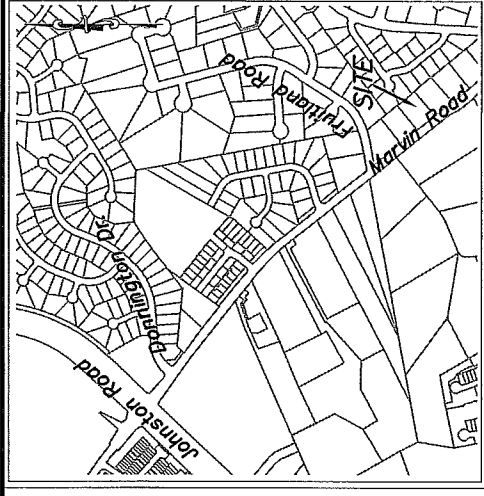 Fruitland Road
SITE
Marvin Road
Donnington Dr.
Johnston Road